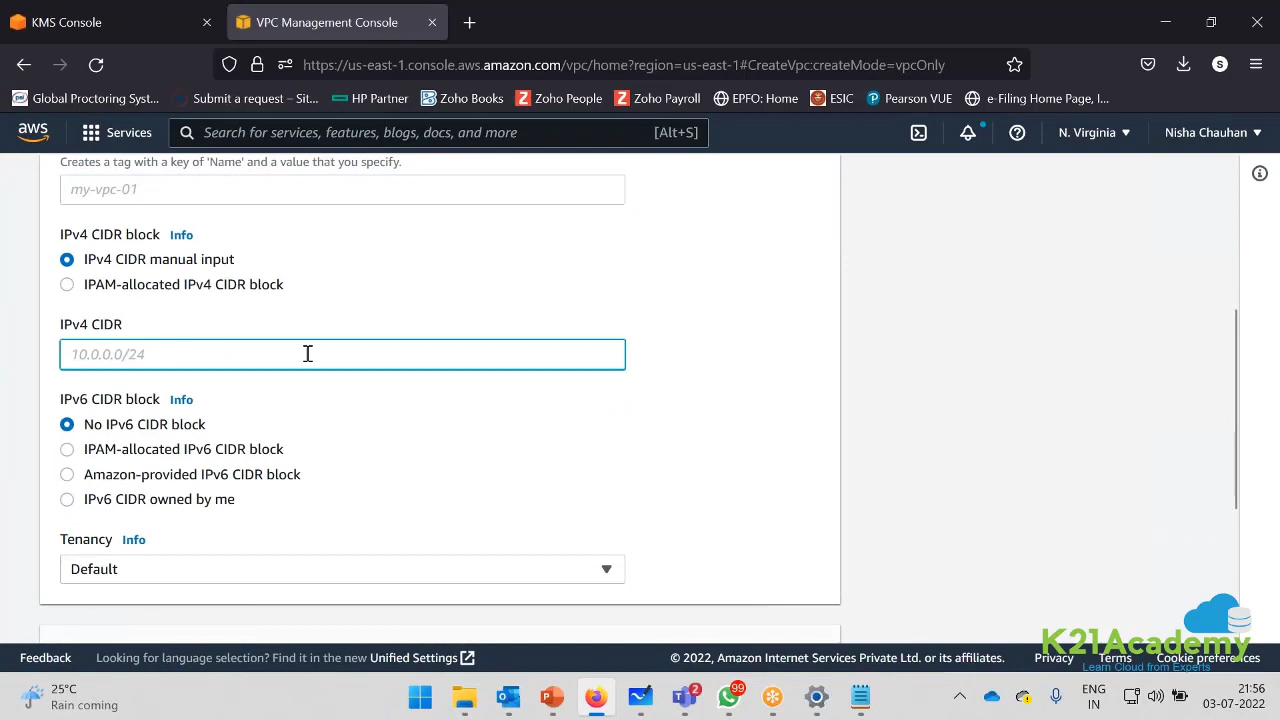 KMS Console
VPC Management Console
https://us-east-1.console.aws.amazon.com/vpc/home?region=us-east-1#CreateVpc:createMode=vpcOnly
S
psi Global Proctoring Syst...
Submit a request – Sit...
HP Partner
Zoho Books
Zoho People
Zoho Payroll
EPFO: Home
ESIC
Pearson VUE
e-Filing Home Page, I...
aws
Services
Search for services, features, blogs, docs, and more [Alt+S]
N. Virginia
Nisha Chauhan
Creates a tag with a key of 'Name' and a value that you specify.
my-vpc-01
IPv4 CIDR block Info
IPv4 CIDR manual input
IPAM-allocated IPv4 CIDR block
IPv4 CIDR
10.0.0.0/24
IPv6 CIDR block Info
No IPv6 CIDR block
IPAM-allocated IPv6 CIDR block
Amazon-provided IPv6 CIDR block
IPv6 CIDR owned by me
Tenancy Info
Default
K21Academy
Learn Cloud from Experts
Feedback
Looking for language selection? Find it in the new Unified Settings
© 2022, Amazon Internet Services Private Ltd. or its affiliates.
Privacy
Terms
Cookie preferences
25°C
Rain coming
2
99
ENG
IN
21:56
03-07-2022